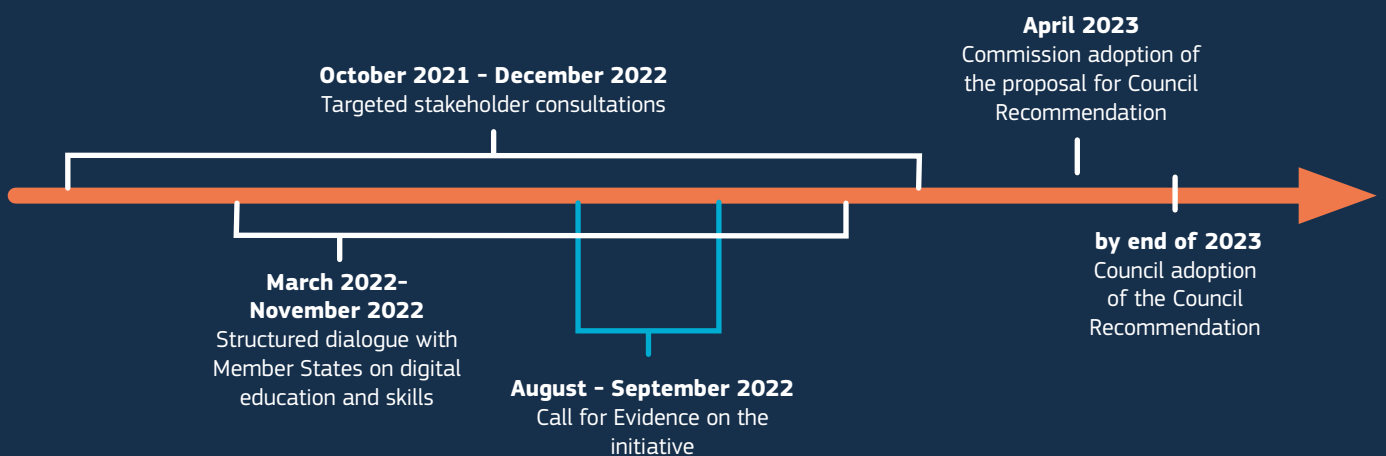 October 2021 - December 2022
Targeted stakeholder consultations
April 2023
Commission adoption of
the proposal for Council
Recommendation
March 2022-
November 2022
Structured dialogue with
Member States on digital
education and skills
August - September 2022
Call for Evidence on the
initiative
by end of 2023
Council adoption
of the Council
Recommendation